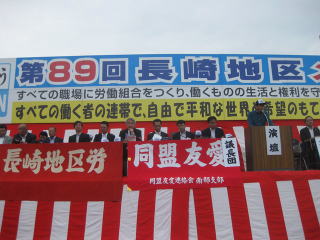 第89回長崎地区
すべての職場に労働組合をつくり、働くものの生活と権利を守
すべての働く者の連帯で、自由で平和な世界
希望
長崎地区労
同盟友愛
議長団
同盟友愛連絡会 南部支部
演壇